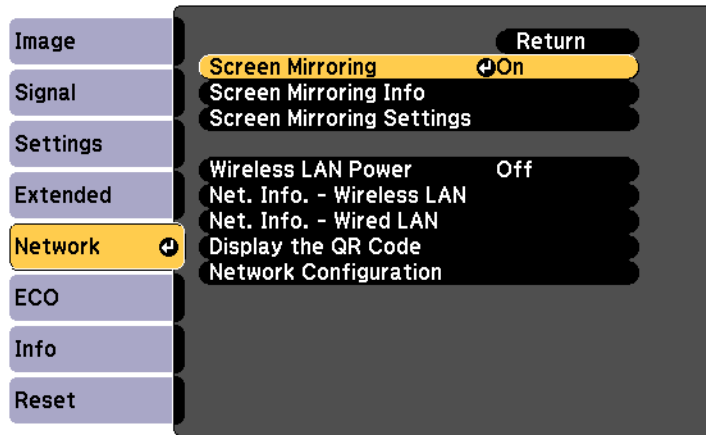 Image
Signal
Settings
Extended
Network
ECO
Info
Reset
Return
Screen Mirroring On
Screen Mirroring Info
Screen Mirroring Settings
Wireless LAN Power Off
Net. Info. - Wireless LAN
Net. Info. - Wired LAN
Display the QR Code
Network Configuration